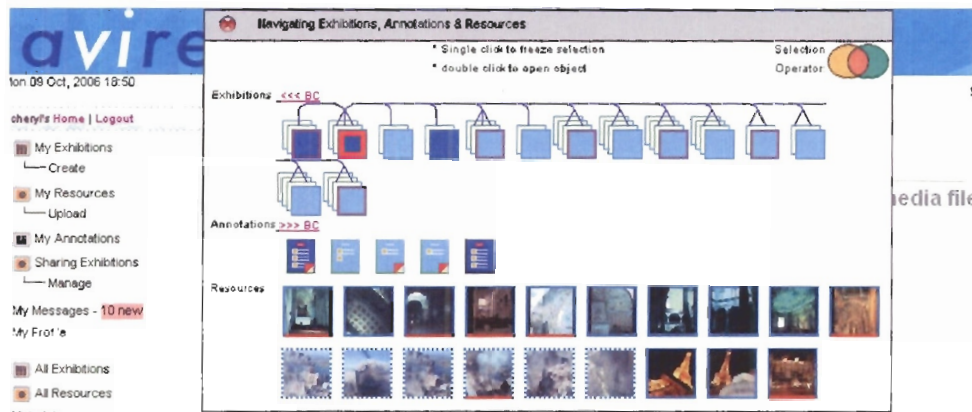 Navigating Exhibitions, Annotations & Resources
avire
* Single click to freeze selection
* double click to open object
Selection
Operator
Mon 09 Oct, 2006 18:50
cheryl's Home | Logout
My Exhibitions
Create
My Resources
Upload
My Annotations
Sharing Exhibitions
Manage
My Messages - 10 new
My Profile
All Exhibitions
All Resources
Exhibitions <<< BC
Annotations >>> BC
Resources
media file